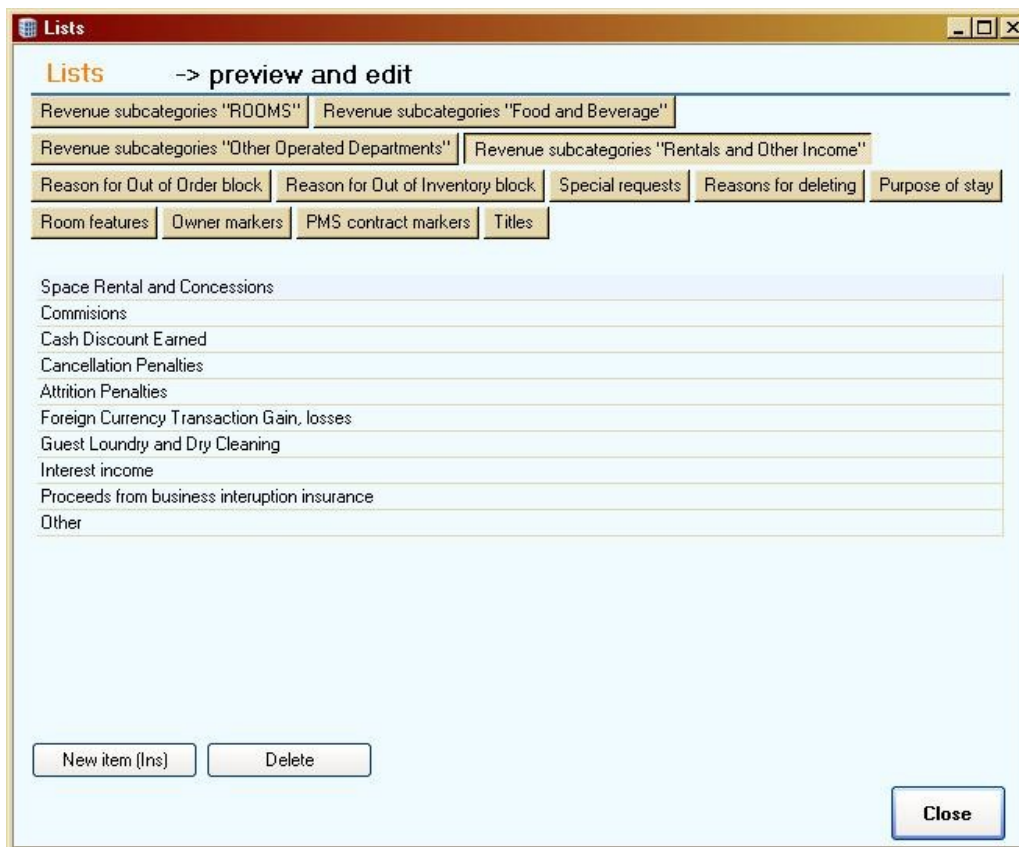 Lists
Lists -> preview and edit
Revenue subcategories "ROOMS" Revenue subcategories "Food and Beverage"
Revenue subcategories "Other Operated Departments" Revenue subcategories "Rentals and Other Income"
Reason for Out of Order block Reason for Out of Inventory block Special requests Reasons for deleting Purpose of stay
Room features Owner markers PMS contract markers Titles
Space Rental and Concessions
Commisions
Cash Discount Earned
Cancellation Penalties
Attrition Penalties
Foreign Currency Transaction Gain, losses
Guest Loundry and Dry Cleaning
Interest income
Proceeds from business interuption insurance
Other
New item (Ins) Delete
Close